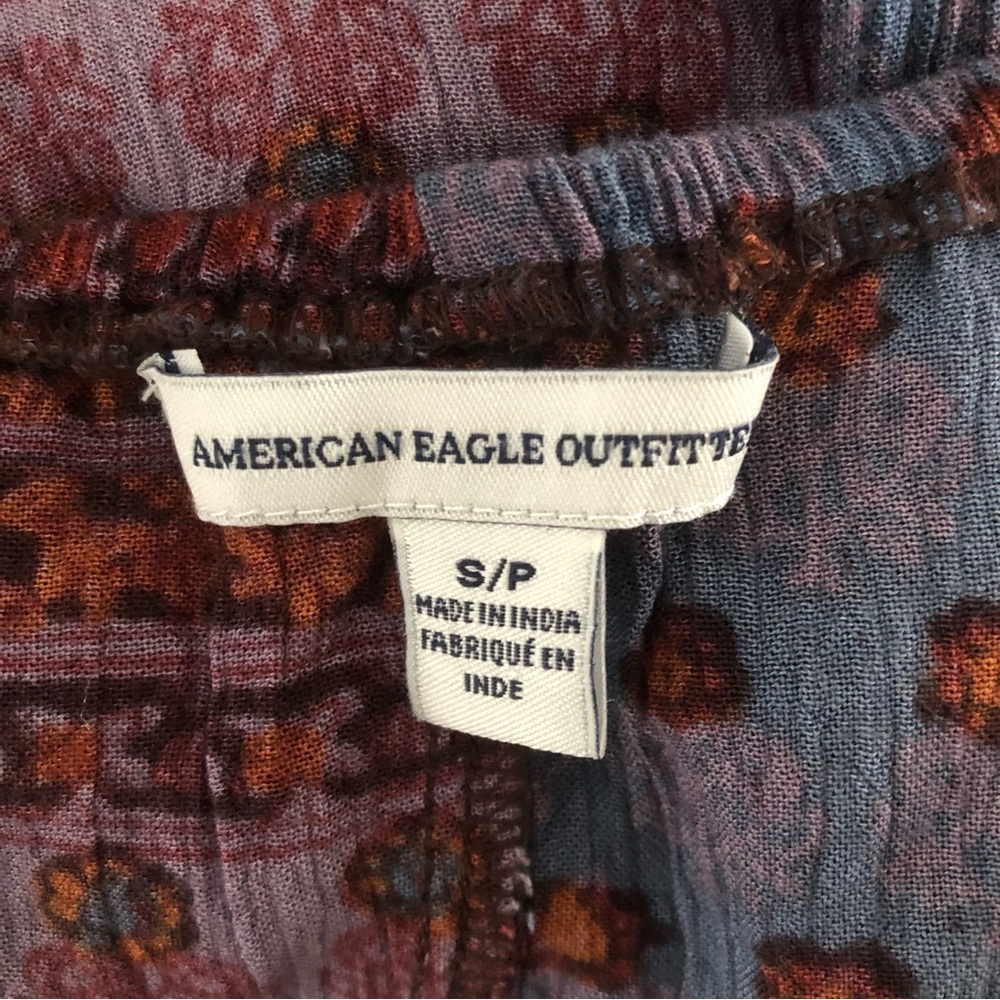 AMERICAN EAGLE OUTFITTE
S/P
MADE IN INDIA
FABRIQUÉ EN
INDE